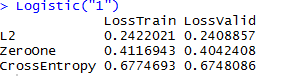 > Logistic("1")
LossTrain LossValid
L2 0.2422021 0.2408857
ZeroOne 0.4116943 0.4042408
CrossEntropy 0.6774693 0.6748086